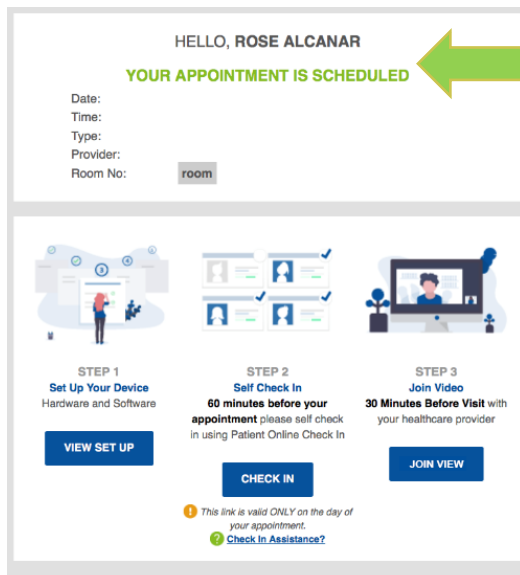 HELLO, ROSE ALCANAR
YOUR APPOINTMENT IS SCHEDULED
Date:
Time:
Type:
Provider:
Room No: room
3
4
STEP 1
Set Up Your Device
Hardware and Software
VIEW SET UP
STEP 2
Self Check In
60 minutes before your
appointment please self check
in using Patient Online Check In
CHECK IN
! This link is valid ONLY on the day of
your appointment.
? Check In Assistance?
STEP 3
Join Video
30 Minutes Before Visit with
your healthcare provider
JOIN VIEW